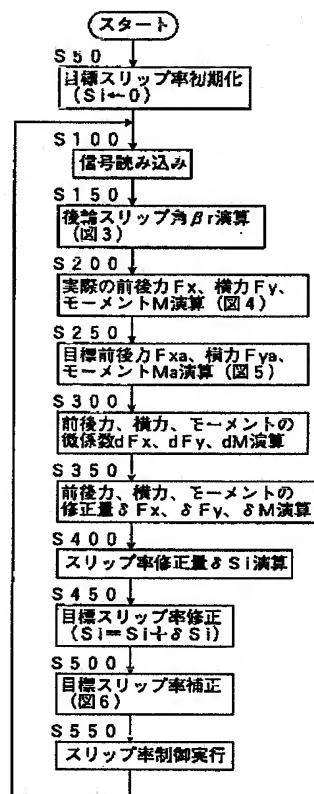 スタート
S50
目標スリップ率初期化
(Si←0)
S100
信号読み込み
S150
後輪スリップ角βr演算
(図3)
S200
実際の前後力Fx、横力Fy、
モーメントM演算(図4)
S250
目標前後力Fxa、横力Fya、
モーメントMa演算(図5)
S300
前後力、横力、モーメントの
微係数dFx、dFy、dM演算
S350
前後力、横力、モーメントの
修正量δFx、δFy、δM演算
S400
スリップ率修正量δSi演算
S450
目標スリップ率修正
(Si=Si+δSi)
S500
目標スリップ率補正
(図6)
S550
スリップ率制御実行